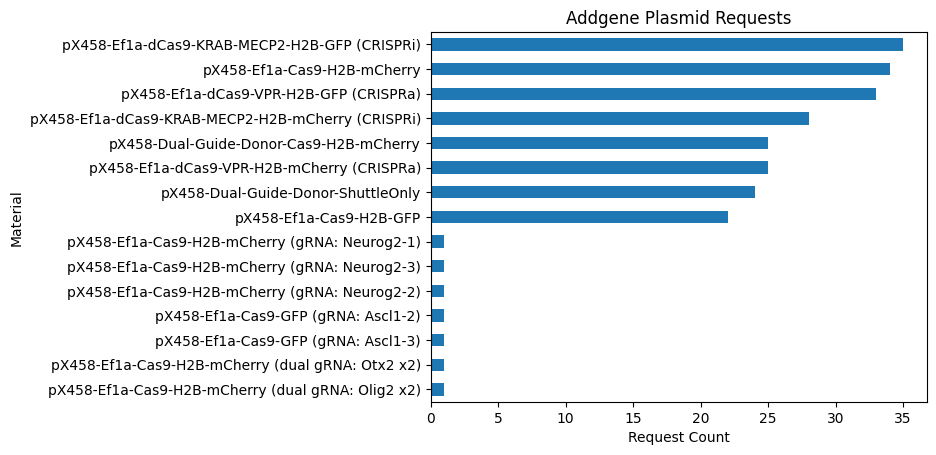 Addgene Plasmid Requests
pX458-Ef1a-dCas9-KRAB-MECP2-H2B-GFP (CRISPRi)
pX458-Ef1a-Cas9-H2B-mCherry
pX458-Ef1a-dCas9-VPR-H2B-GFP (CRISPRa)
pX458-Ef1a-dCas9-KRAB-MECP2-H2B-mCherry (CRISPRi)
pX458-Dual-Guide-Donor-Cas9-H2B-mCherry
pX458-Ef1a-dCas9-VPR-H2B-mCherry (CRISPRa)
pX458-Dual-Guide-Donor-ShuttleOnly
pX458-Ef1a-Cas9-H2B-GFP
pX458-Ef1a-Cas9-H2B-mCherry (gRNA: Neurog2-1)
pX458-Ef1a-Cas9-H2B-mCherry (gRNA: Neurog2-3)
pX458-Ef1a-Cas9-H2B-mCherry (gRNA: Neurog2-2)
pX458-Ef1a-Cas9-GFP (gRNA: Ascl1-2)
pX458-Ef1a-Cas9-GFP (gRNA: Ascl1-3)
pX458-Ef1a-Cas9-H2B-mCherry (dual gRNA: Otx2 x2)
pX458-Ef1a-Cas9-H2B-mCherry (dual gRNA: Olig2 x2)
Material
0 5 10 15 20 25 30 35
Request Count